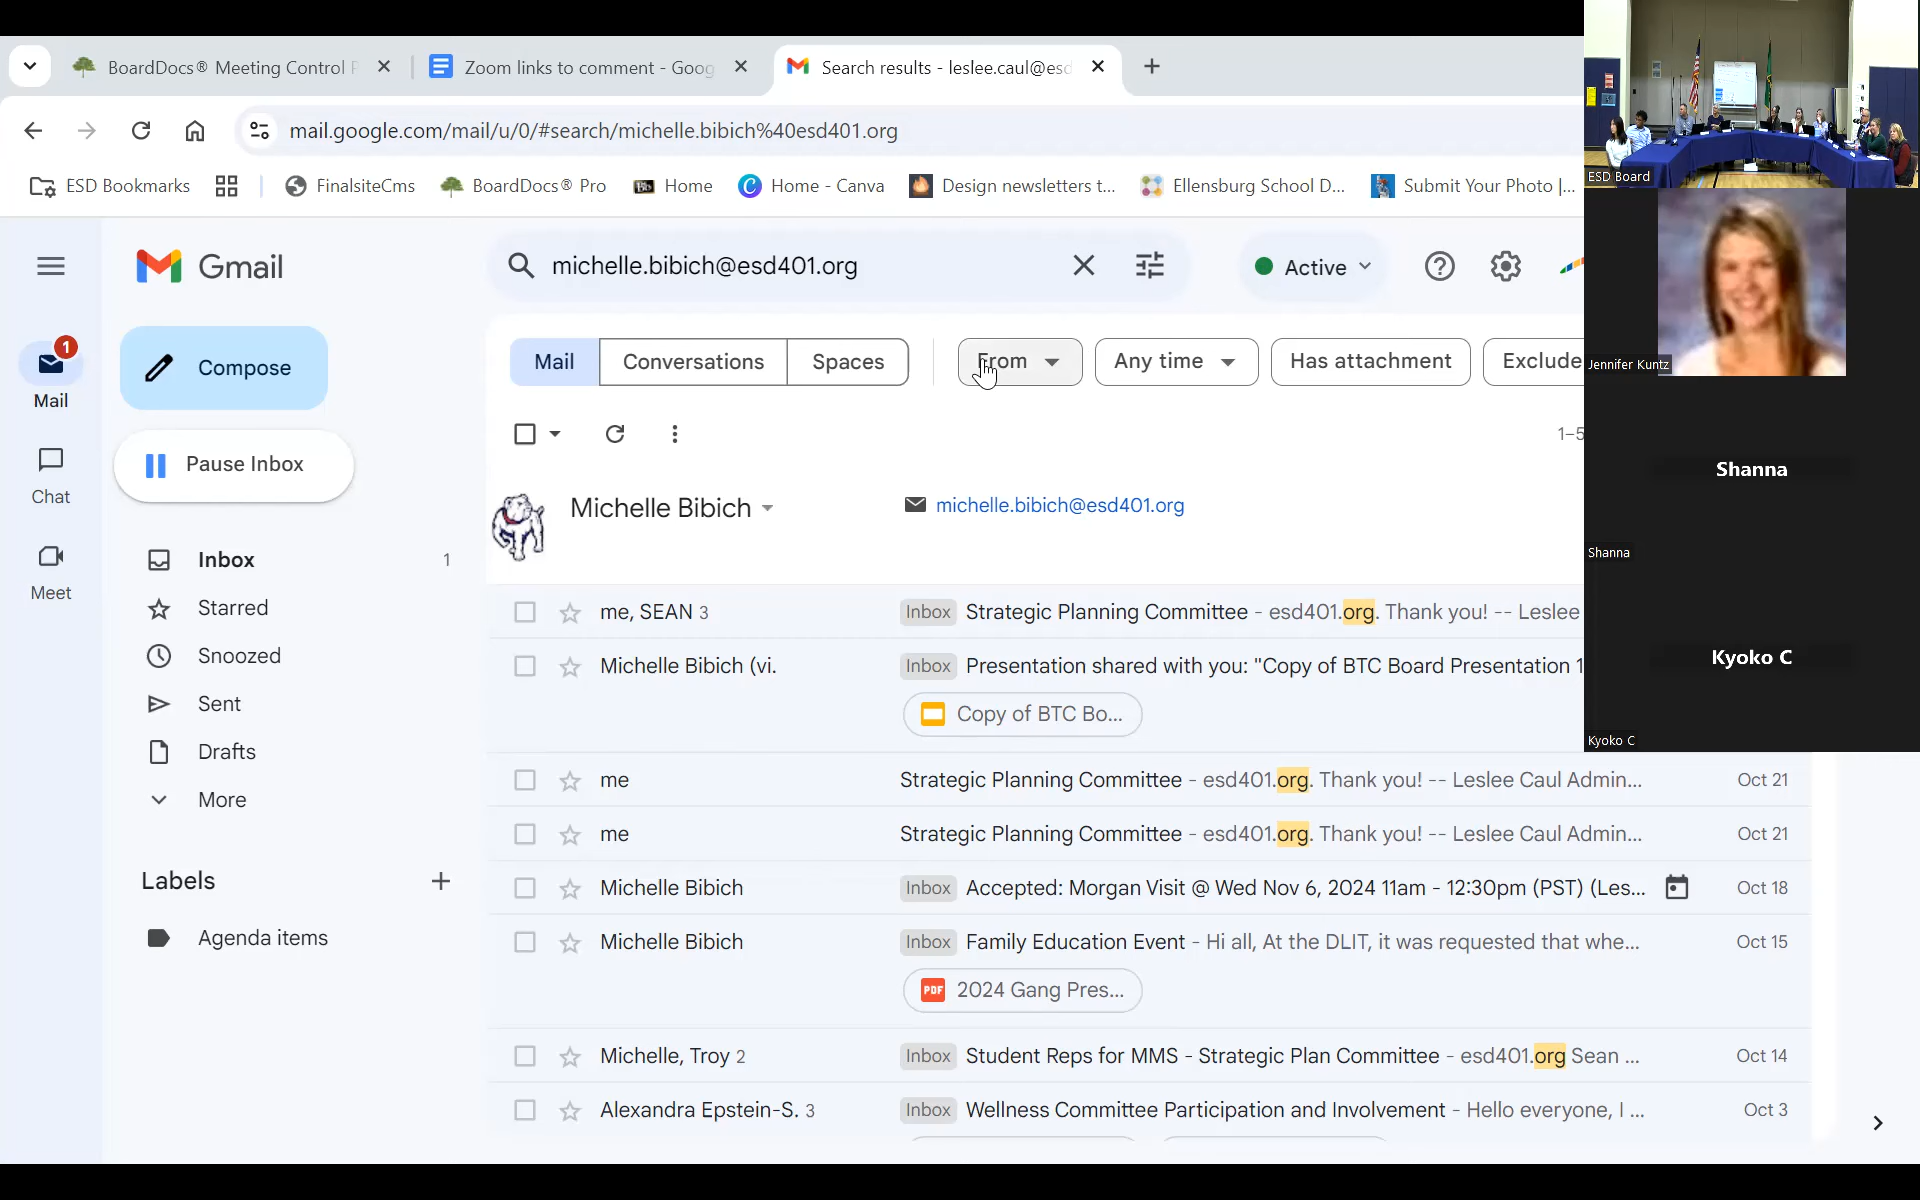 BoardDocs® Meeting Control P
Zoom links to comment - Goog
Search results - leslee.caul@esd
mail.google.com/mail/u/0/#search/michelle.bibich%40esd401.org
ESD Bookmarks
FinalsiteCms
BoardDocs® Pro
Home
Home - Canva
Design newsletters t...
Ellensburg School D...
Submit Your Photo |...
ESD Board
Gmail
michelle.bibich@esd401.org
Active
1
Mail
Chat
Meet
Compose
Pause Inbox
Inbox 1
Starred
Snoozed
Sent
Drafts
More
Labels
Agenda items
Mail
Conversations
Spaces
From
Any time
Has attachment
Exclude
Jennifer Kuntz
1–5
Shanna
Shanna
Kyoko C
Kyoko C
Michelle Bibich
michelle.bibich@esd401.org
me, SEAN 3 Inbox Strategic Planning Committee - esd401.org. Thank you! -- Leslee
Michelle Bibich (vi. Inbox Presentation shared with you: "Copy of BTC Board Presentation 1
Copy of BTC Bo...
me Strategic Planning Committee - esd401.org. Thank you! -- Leslee Caul Admin... Oct 21
me Strategic Planning Committee - esd401.org. Thank you! -- Leslee Caul Admin... Oct 21
Michelle Bibich Inbox Accepted: Morgan Visit @ Wed Nov 6, 2024 11am - 12:30pm (PST) (Les... Oct 18
Michelle Bibich Inbox Family Education Event - Hi all, At the DLIT, it was requested that whe... Oct 15
PDF 2024 Gang Pres...
Michelle, Troy 2 Inbox Student Reps for MMS - Strategic Plan Committee - esd401.org Sean ... Oct 14
Alexandra Epstein-S. 3 Inbox Wellness Committee Participation and Involvement - Hello everyone, I ... Oct 3